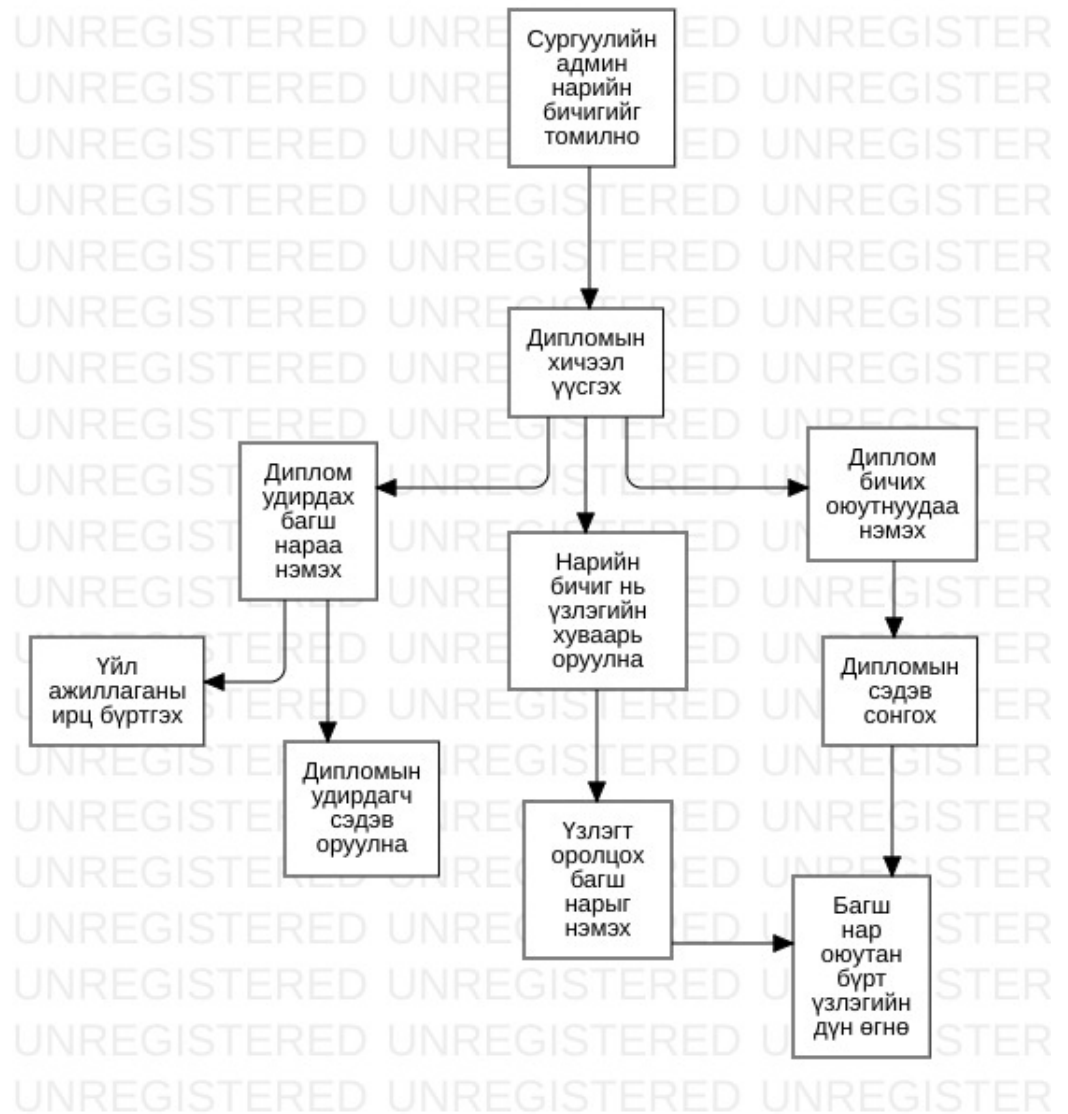 Сургуулийн
админ
нарийн
бичигийг
томилно
Дипломын
хичээл
үүсгэх
Диплом
удирдах
багш
нараа
нэмэх
Нарийн
бичиг нь
үзлэгийн
хуваарь
оруулна
Диплом
бичих
оюутнуудаа
нэмэх
Үйл
ажиллаганы
ирц бүртгэх
Дипломын
удирдагч
сэдэв
оруулна
Дипломын
сэдэв
сонгох
Үзлэгт
оролцох
багш
нарыг
нэмэх
Багш
нар
оюутан
бүрт
үзлэгийн
дүн өгнө
UNREGISTERED UNREGISTERED UNREGISTER